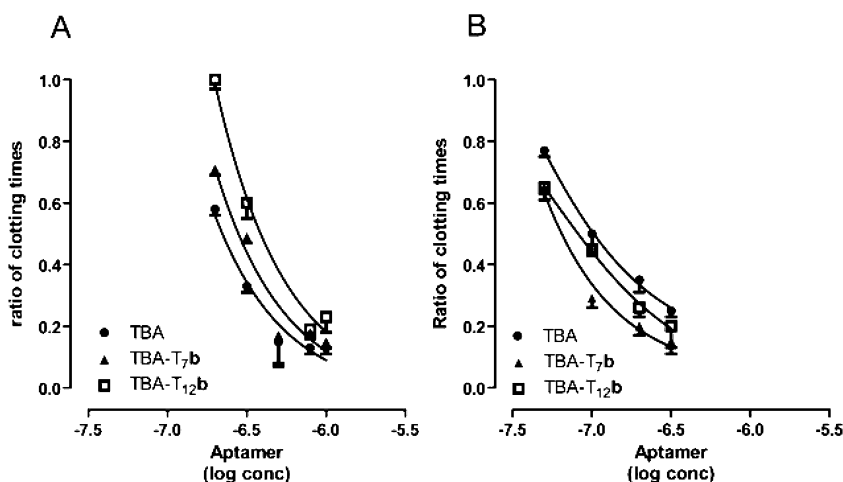 A
ratio of clotting times
1.0
0.8
0.6
0.4
0.2
0.0
TBA
TBA-T7b
TBA-T12b
-7.5 -7.0 -6.5 -6.0 -5.5
Aptamer
(log conc)
B
Ratio of clotting times
1.0
0.8
0.6
0.4
0.2
0.0
TBA
TBA-T7b
TBA-T12b
-7.5 -7.0 -6.5 -6.0 -5.5
Aptamer
(log conc)